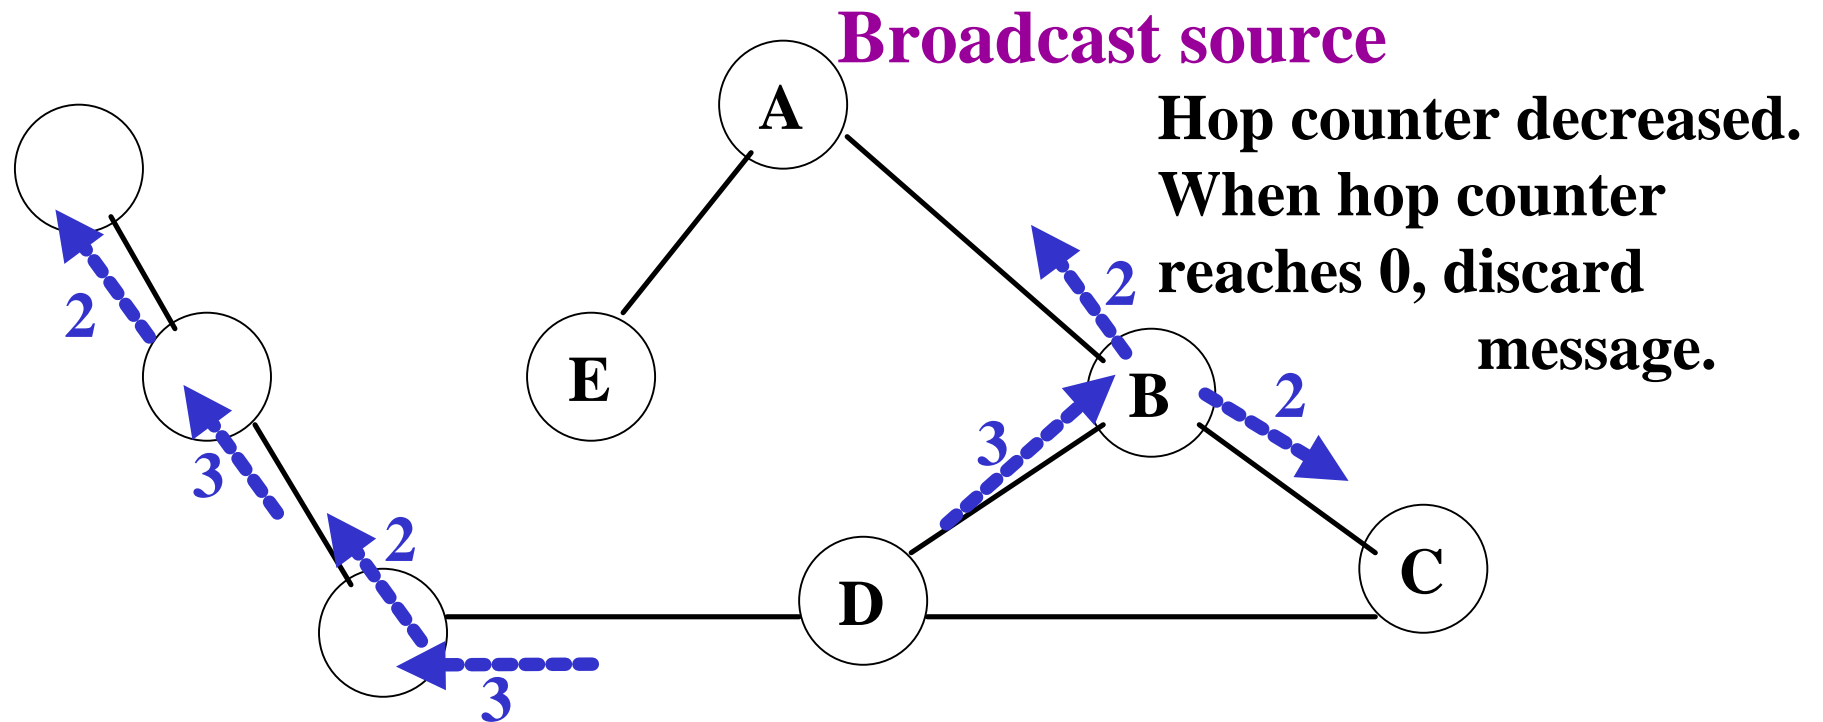 Broadcast source
A
Hop counter decreased.
When hop counter
reaches 0, discard
message.
2
2
E
B
2
3
3
2
C
D
3